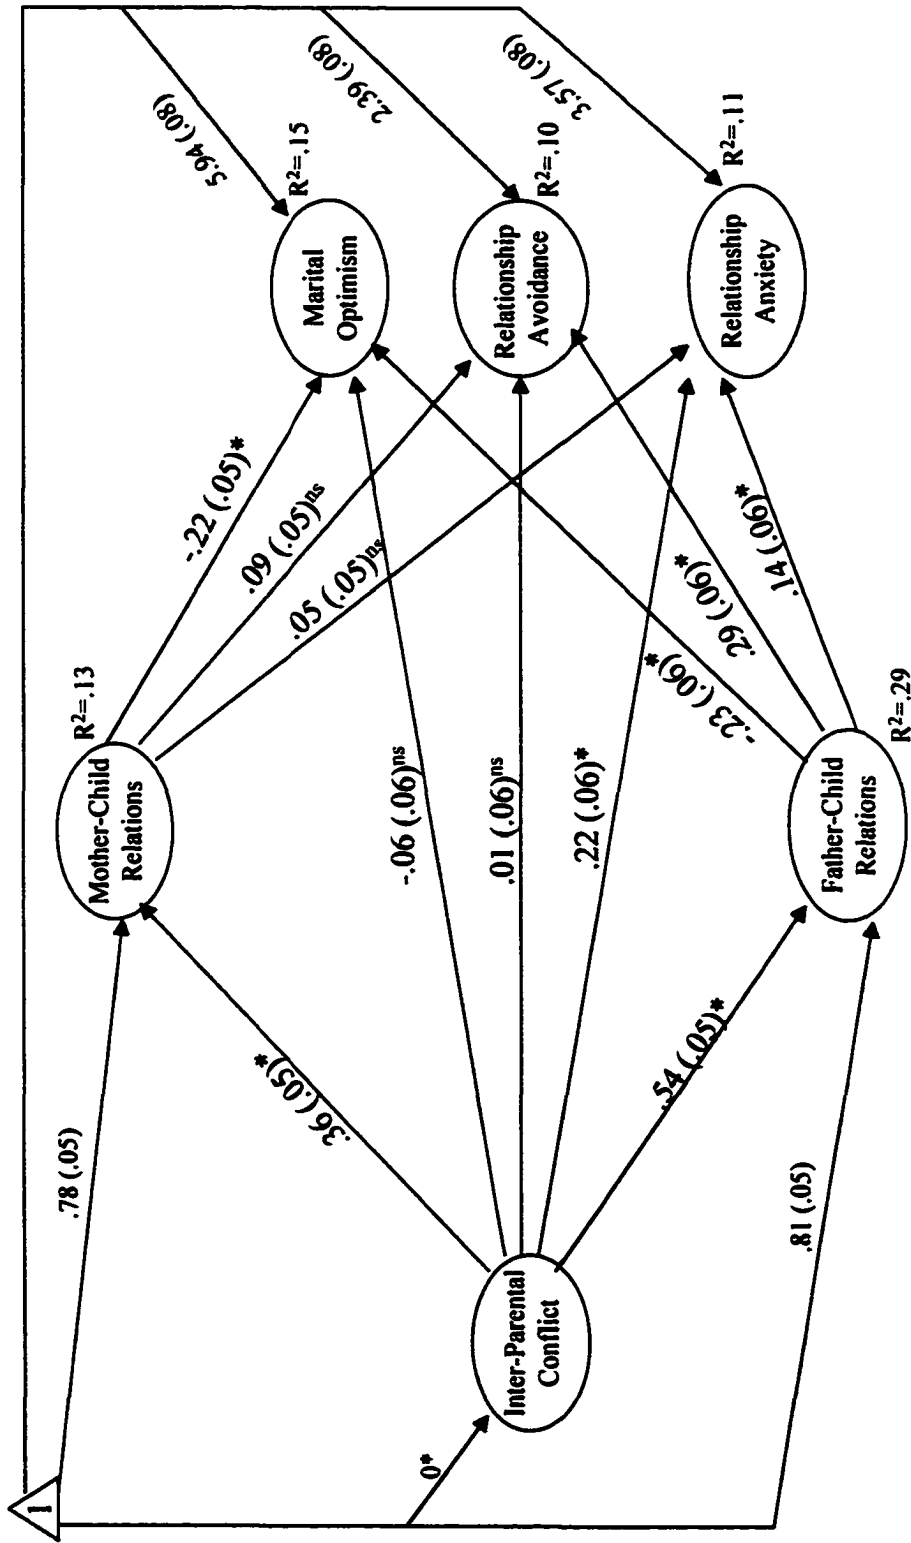 1
.78 (.05)
0*
.81 (.05)
Inter-Parental
Conflict
.36 (.05)*
-.06 (.06)ns
.01 (.06)ns
.22 (.06)*
.54 (.05)*
Mother-Child
Relations
R2=.13
Father-Child
Relations
R2=.29
-.22 (.05)*
.09 (.05)ns
.05 (.05)ns
-.23 (.06)*
.29 (.06)*
.14 (.06)*
Marital
Optimism
R2=.15
Relationship
Avoidance
R2=.10
Relationship
Anxiety
R2=.11
5.94 (.08)
2.39 (.08)
3.57 (.08)